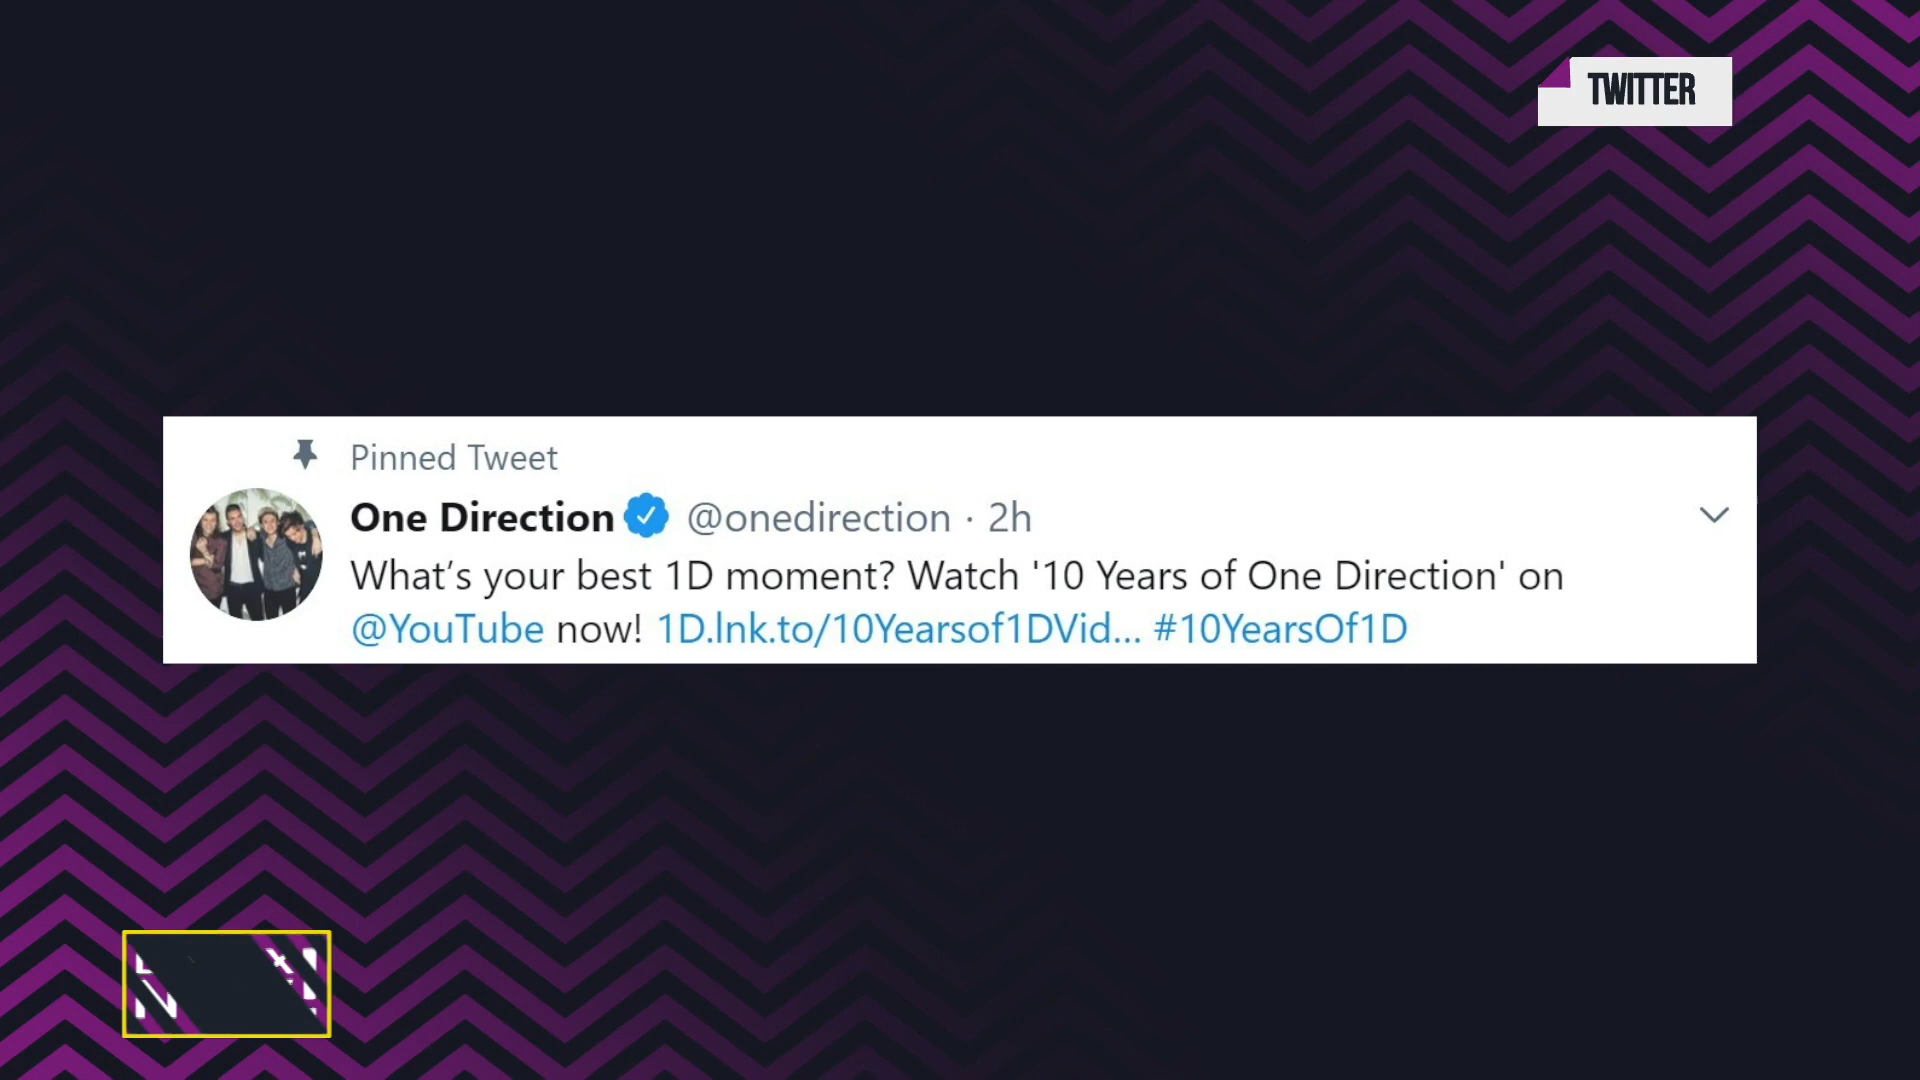 TWITTER
Pinned Tweet
One Direction @onedirection · 2h
What’s your best 1D moment? Watch '10 Years of One Direction' on
@YouTube now! 1D.lnk.to/10Yearsof1DVid... #10YearsOf1D